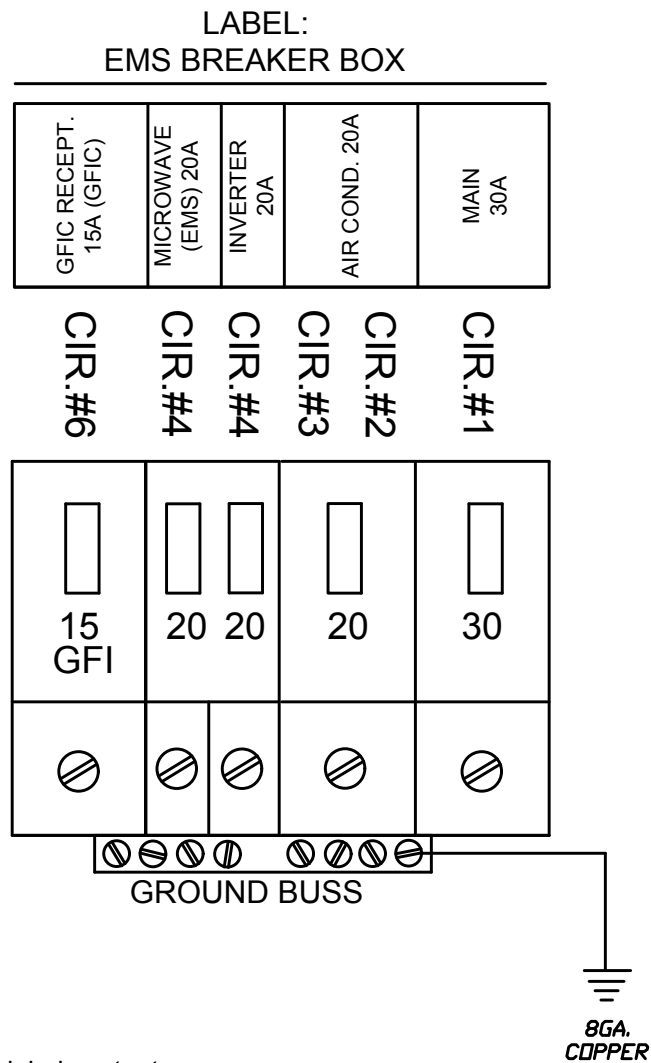 LABEL:
EMS BREAKER BOX
GFIC RECEPT.
15A (GFIC)
MICROWAVE
(EMS) 20A
INVERTER
20A
AIR COND. 20A
MAIN
30A
CIR.#6
CIR.#4
CIR.#4
CIR.#3
CIR.#2
CIR.#1
15
GFI
20
20
20
30
GROUND BUSS
8GA.
COPPER